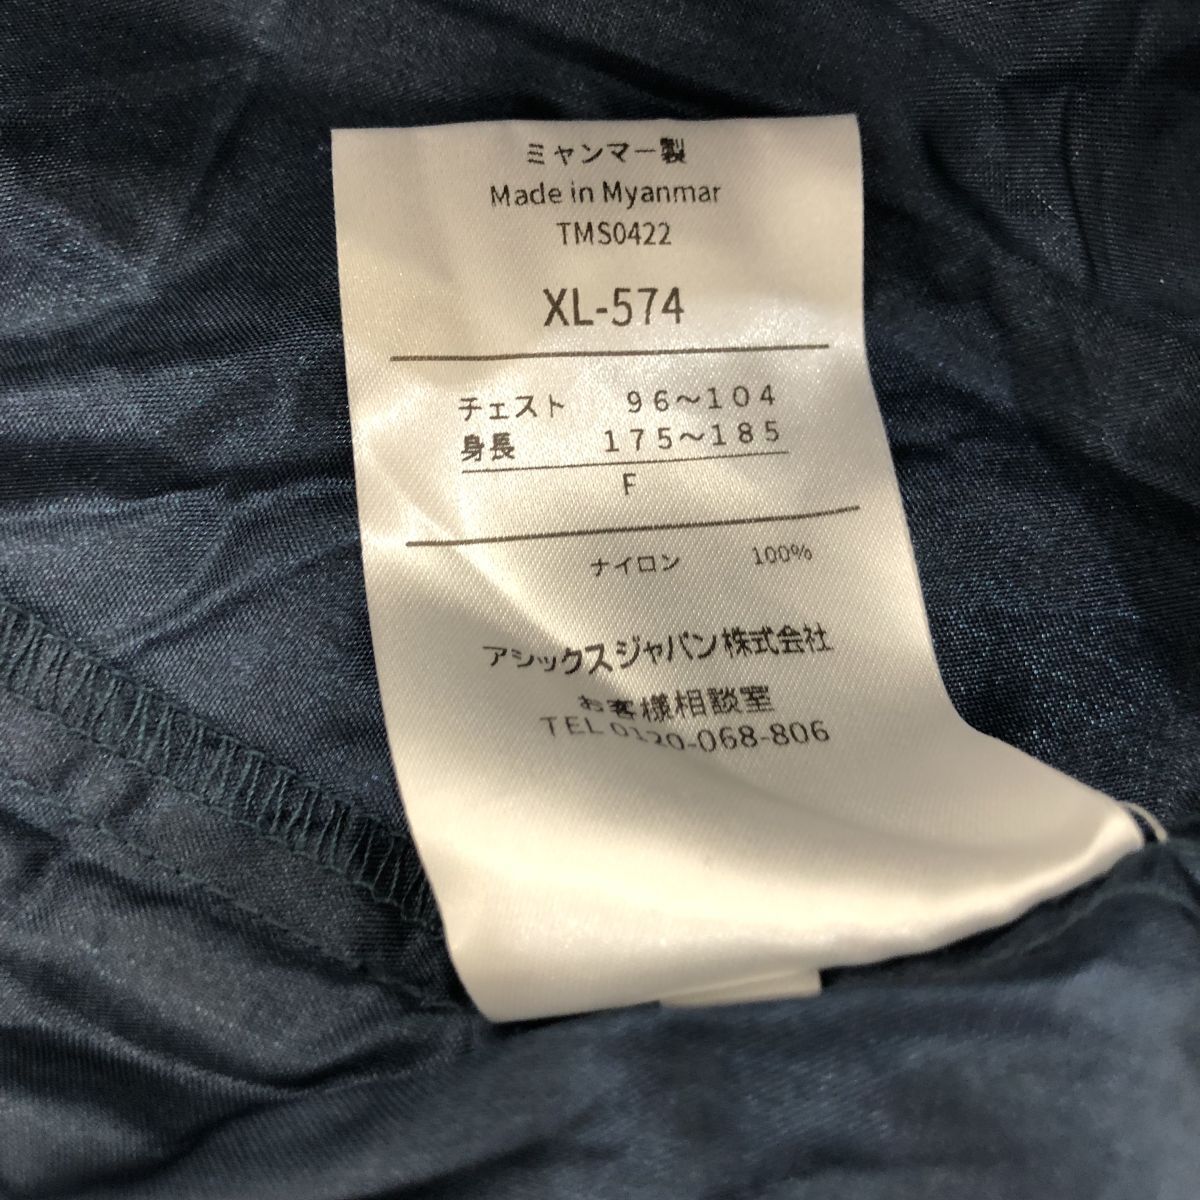 ミャンマー製
Made in Myanmar
TMS0422
XL-574
チェスト 96～104
身長 175～185
F
ナイロン 100%
アシックスジャパン株式会社
お客様相談室
TEL 0120-068-806